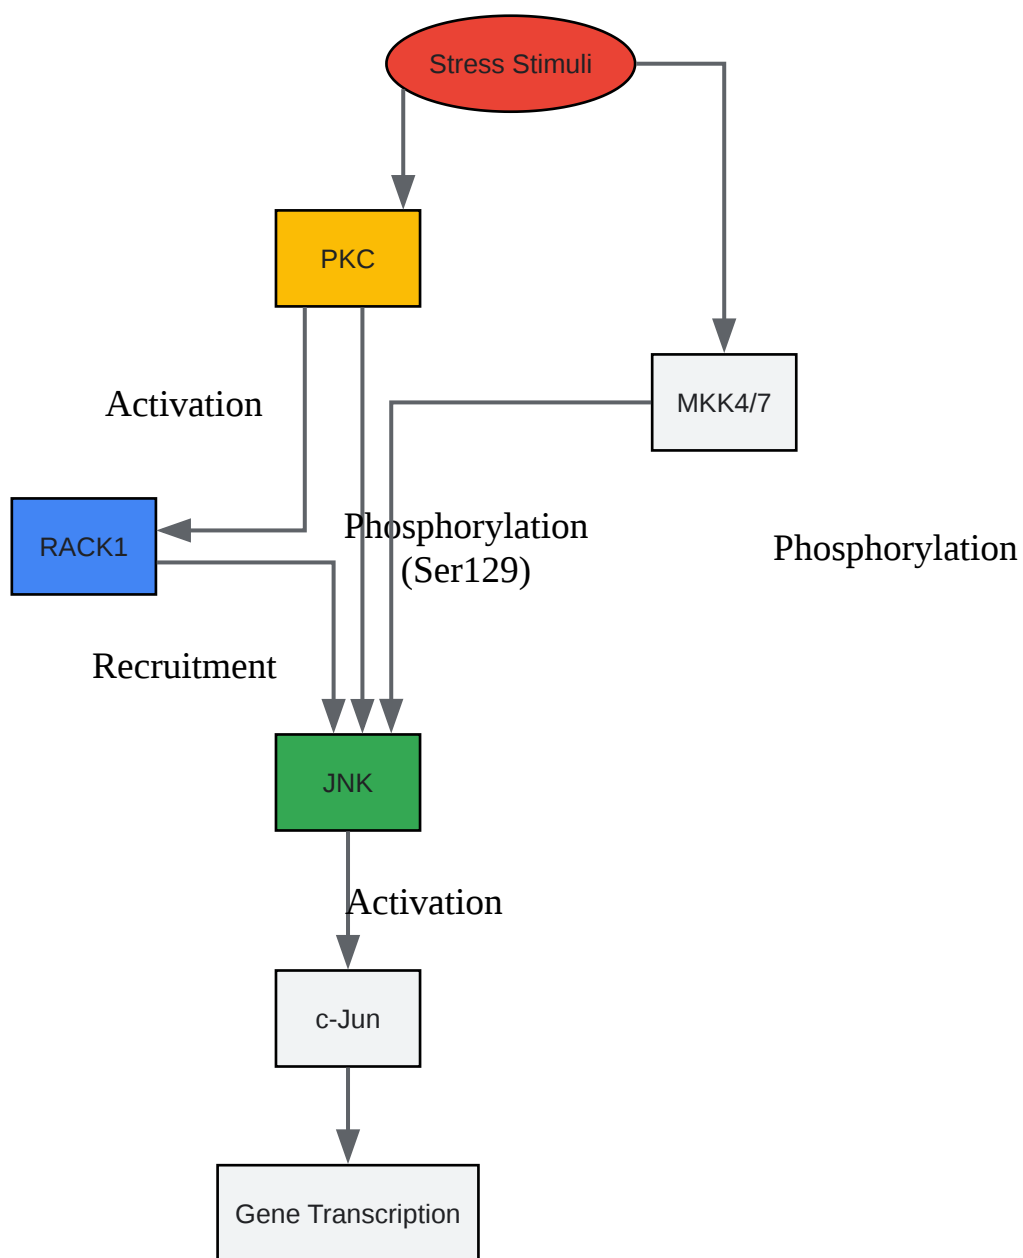 Stress Stimuli
PKC
Activation
MKK4/7
RACK1
Phosphorylation
(Ser129)
Phosphorylation
Recruitment
JNK
Activation
c-Jun
Gene Transcription